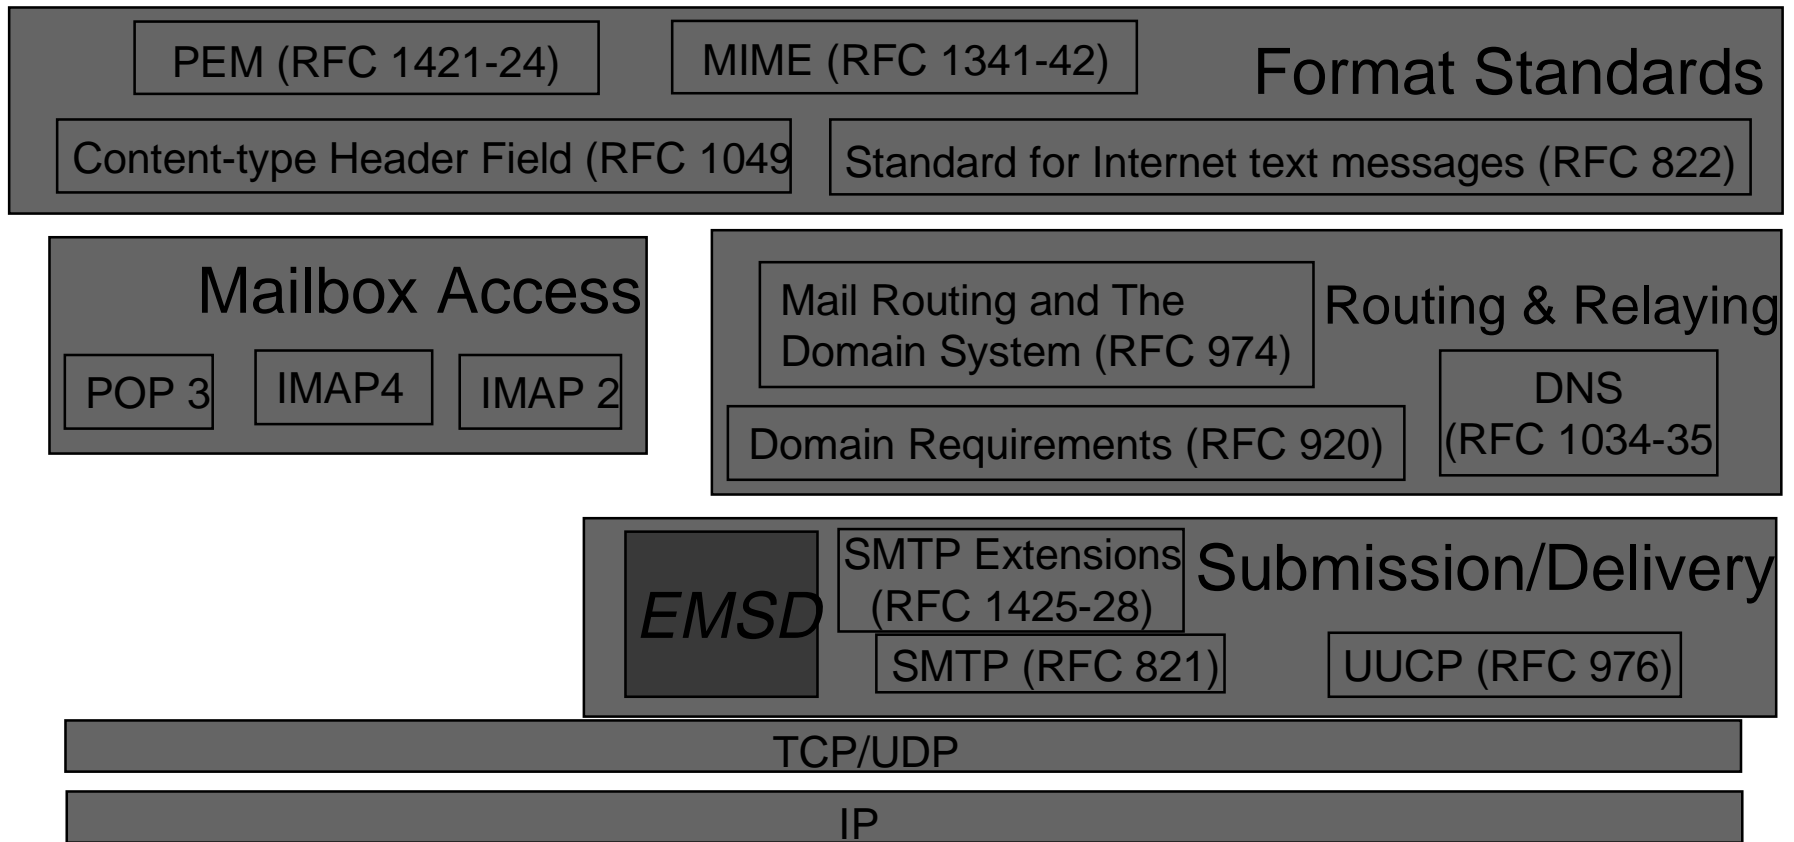 PEM (RFC 1421-24)
MIME (RFC 1341-42)
Format Standards
Content-type Header Field (RFC 1049
Standard for Internet text messages (RFC 822)
Mailbox Access
POP 3
IMAP4
IMAP 2
Mail Routing and The
Domain System (RFC 974)
Routing & Relaying
Domain Requirements (RFC 920)
DNS
(RFC 1034-35
EMSD
SMTP Extensions
(RFC 1425-28)
Submission/Delivery
SMTP (RFC 821)
UUCP (RFC 976)
TCP/UDP
IP